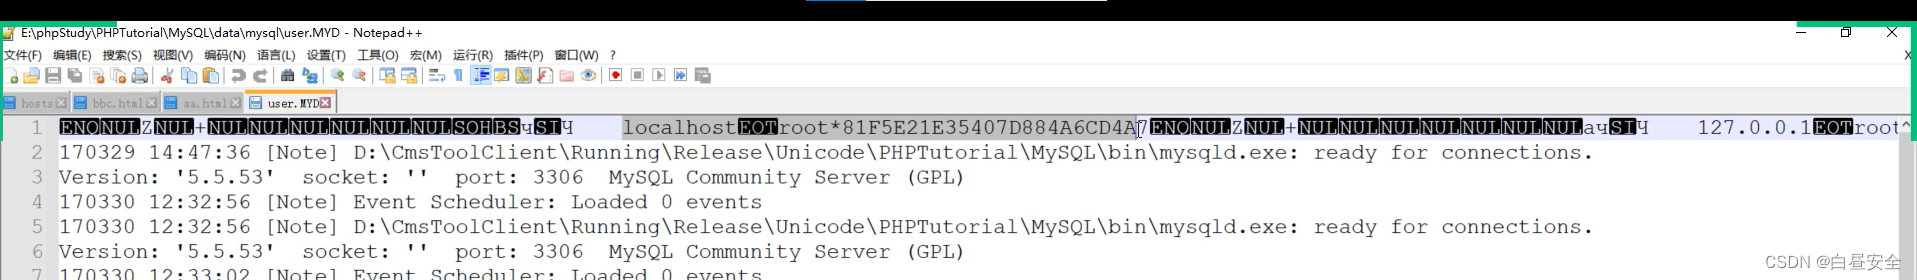 E:\phpStudy\PHPTutorial\MySQL\data\mysql\user.MYD - Notepad++
文件(F) 编辑(E) 搜索(S) 视图(V) 编码(N) 语言(L) 设置(T) 工具(O) 宏(M) 运行(R) 插件(P) 窗口(W) ? X
hosts bbc.html aa.html user.MYD
1 ENQNULZNUL+NULNULNULNULNULNULSOHBSчSIЧ localhostEOTroot*81F5E21E35407D884A6CD4A7ENQNULZNUL+NULNULNULNULNULNULNULaчSIЧ 127.0.0.1EOTroot
2 170329 14:47:36 [Note] D:\CmsToolClient\Running\Release\Unicode\PHPTutorial\MySQL\bin\mysqld.exe: ready for connections.
3 Version: '5.5.53' socket: '' port: 3306 MySQL Community Server (GPL)
4 170330 12:32:56 [Note] Event Scheduler: Loaded 0 events
5 170330 12:32:56 [Note] D:\CmsToolClient\Running\Release\Unicode\PHPTutorial\MySQL\bin\mysqld.exe: ready for connections.
6 Version: '5.5.53' socket: '' port: 3306 MySQL Community Server (GPL)
7 170330 12:33:02 [Note] Event Scheduler: Loaded 0 events
CSDN @白昼安全